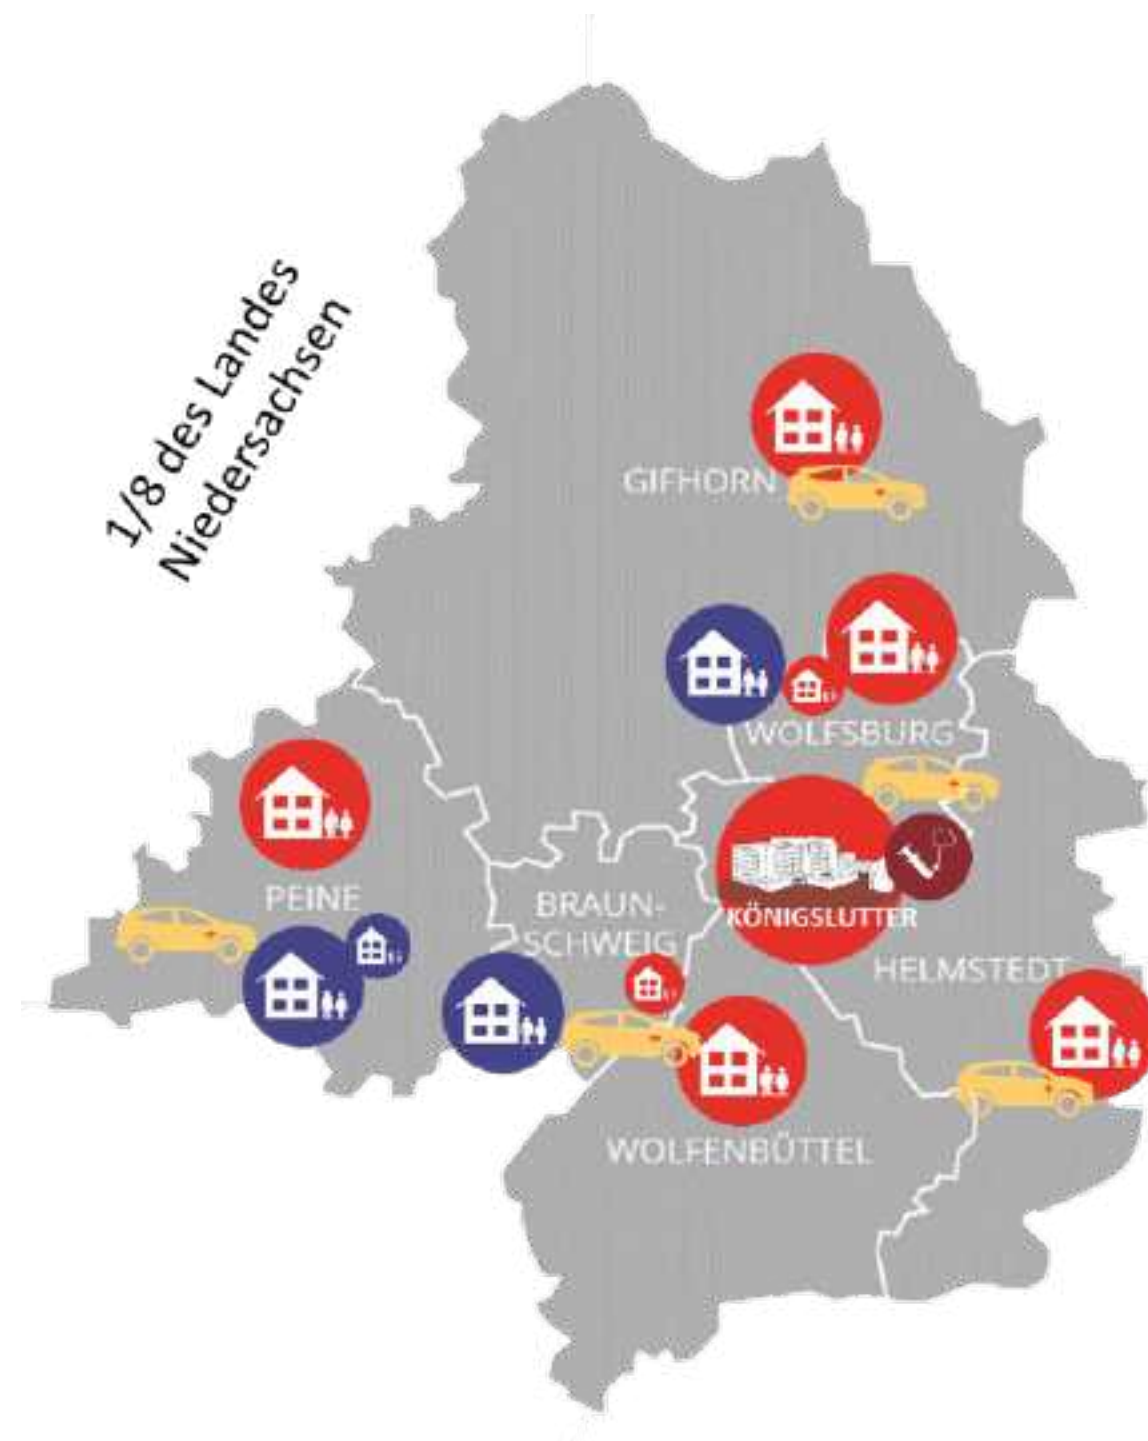 1/8 des Landes
Niedersachsen
GIFHORN
WOLFSBURG
PEINE
BRAUN-
SCHWEIG
KÖNIGSLUTTER
HELMSTEDT
WOLFENBÜTTEL